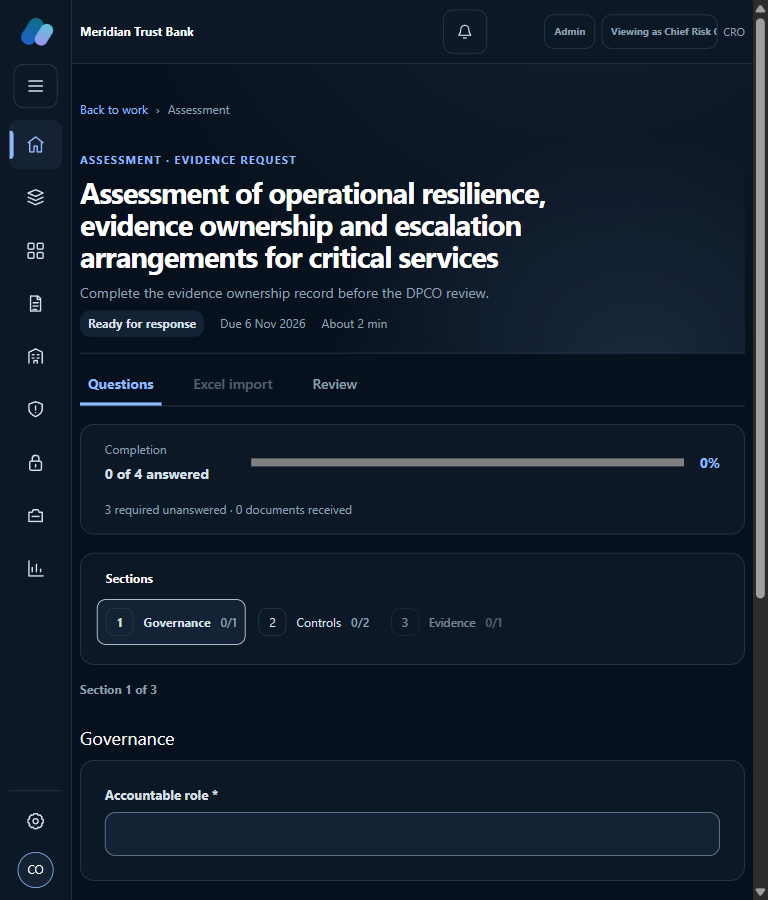 Meridian Trust Bank
Admin
Viewing as Chief Risk
CRO
Back to work › Assessment
ASSESSMENT · EVIDENCE REQUEST
Assessment of operational resilience,
evidence ownership and escalation
arrangements for critical services
Complete the evidence ownership record before the DPCO review.
Ready for response Due 6 Nov 2026 About 2 min
Questions Excel import Review
Completion
0 of 4 answered
0%
3 required unanswered · 0 documents received
Sections
1 Governance 0/1 2 Controls 0/2 3 Evidence 0/1
Section 1 of 3
Governance
Accountable role *
CO